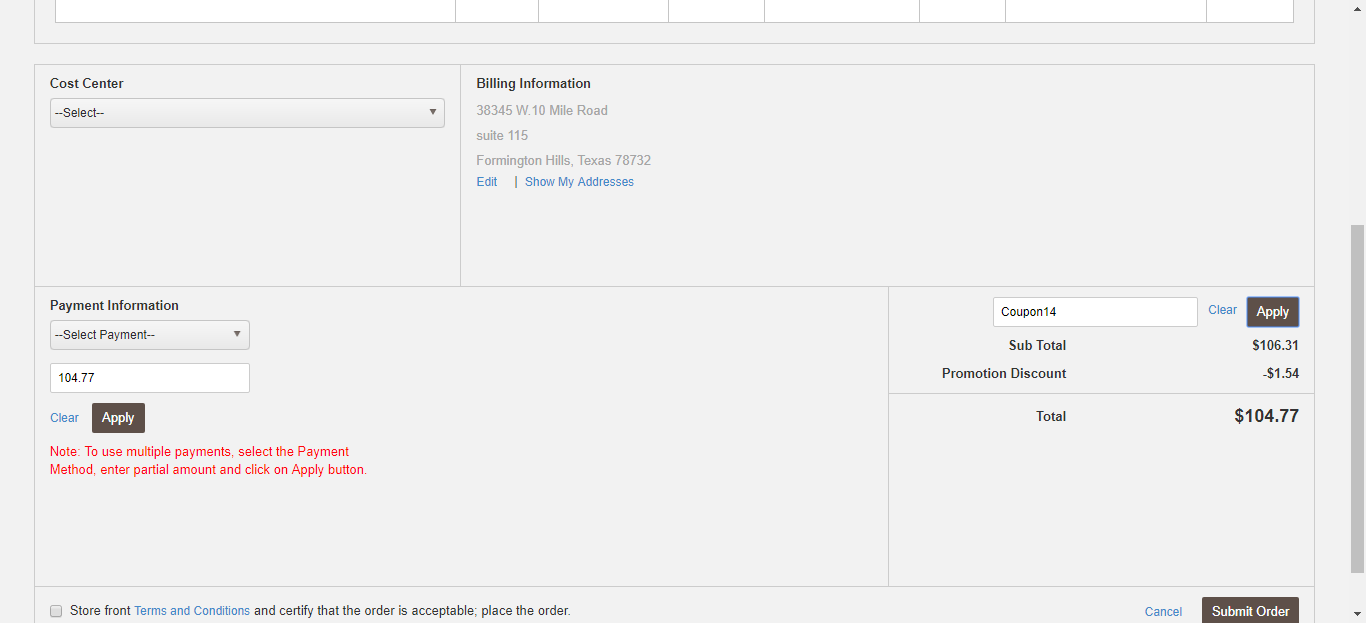 Cost Center
--Select--
Billing Information
38345 W.10 Mile Road
suite 115
Formington Hills, Texas 78732
Edit | Show My Addresses
Payment Information
--Select Payment--
104.77
Clear Apply
Note: To use multiple payments, select the Payment
Method, enter partial amount and click on Apply button.
Coupon14 Clear Apply
Sub Total $106.31
Promotion Discount -$1.54
Total $104.77
Store front Terms and Conditions and certify that the order is acceptable; place the order.
Cancel Submit Order